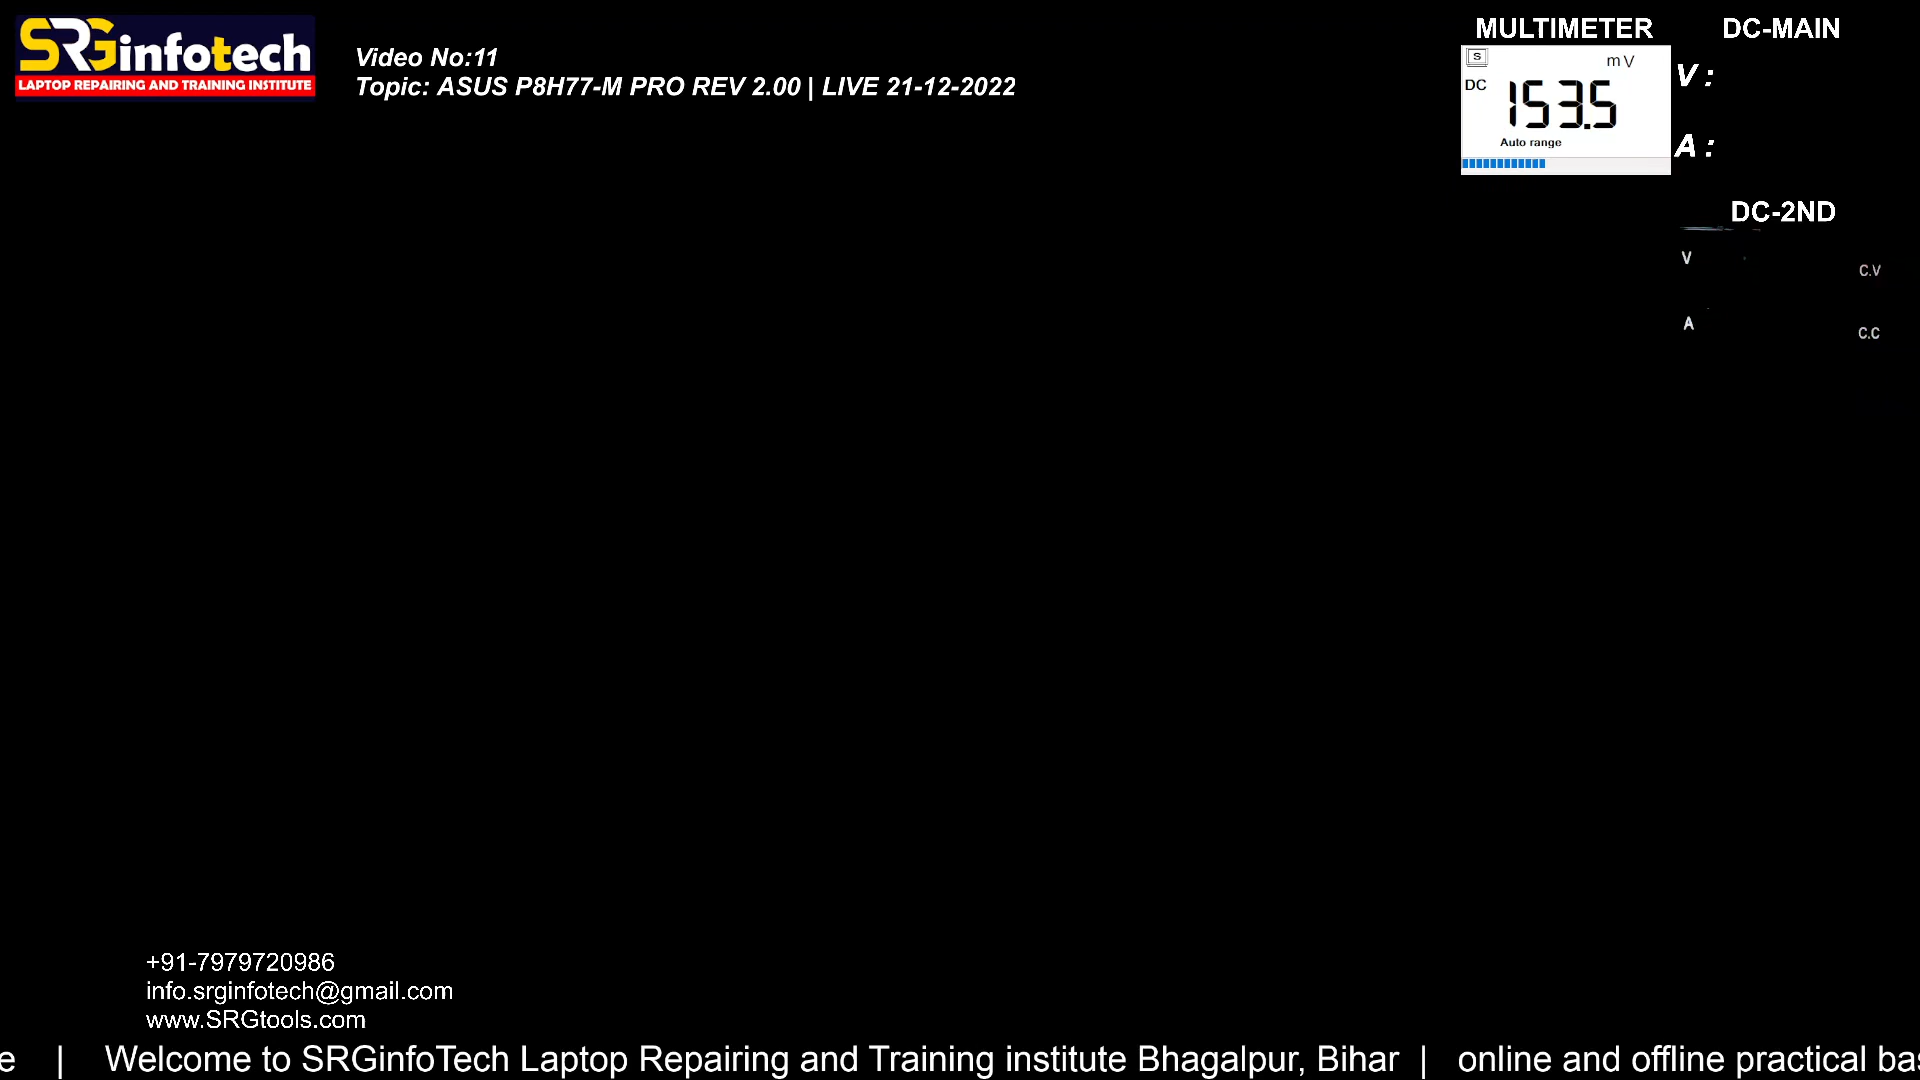 SRGinfotech
LAPTOP REPAIRING AND TRAINING INSTITUTE
Video No:11
Topic: ASUS P8H77-M PRO REV 2.00 | LIVE 21-12-2022
MULTIMETER
S
mV
DC
153.5
Auto range
DC-MAIN
V :
A :
DC-2ND
V
C.V
A
C.C
+91-7979720986
info.srginfotech@gmail.com
www.SRGtools.com
e | Welcome to SRGinfoTech Laptop Repairing and Training institute Bhagalpur, Bihar | online and offline practical bas